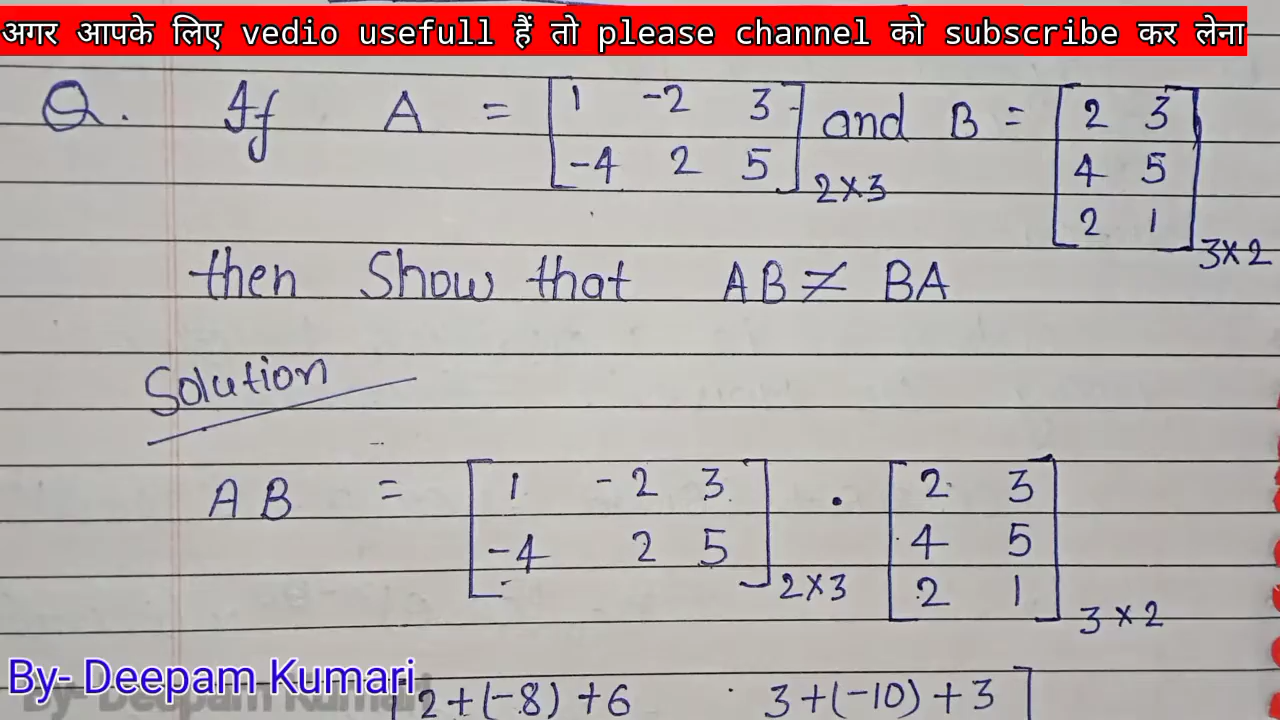 अगर आपके लिए vedio usefull हैं तो please channel को subscribe कर लेना
Q. If A = [1 -2 3 and B = [2 3
-4 2 5]2×3 4 5
2 1]3×2
then Show that AB ≠ BA
Solution
AB = [1 -2 3 . [2 3
-4 2 5]2×3 4 5
2 1]3×2
By- Deepam Kumari
[2+(-8)+6 3+(-10)+3]